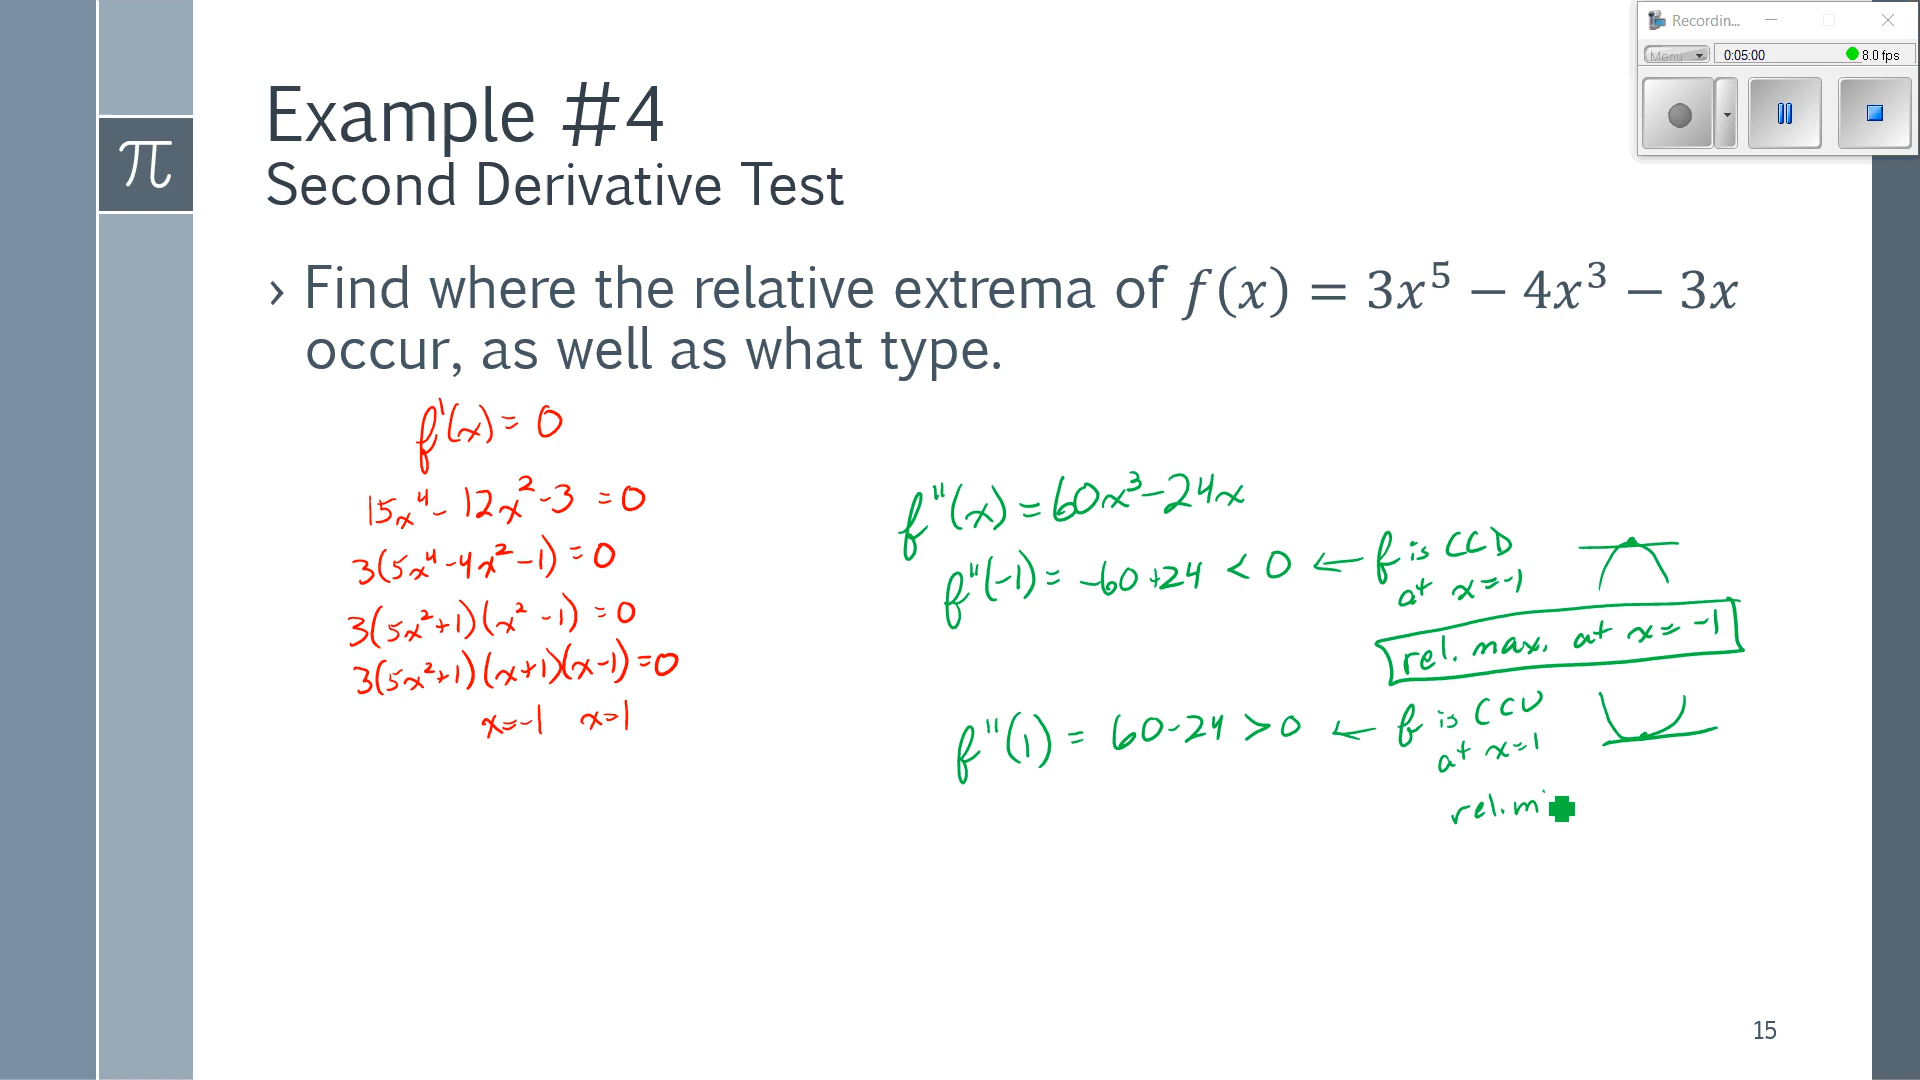 Recordin...
Menu 0:05:00 8.0 fps
π
Example #4
Second Derivative Test
› Find where the relative extrema of f(x) = 3x⁵ − 4x³ − 3x
occur, as well as what type.
f'(x) = 0
15x⁴ - 12x² - 3 = 0
3(5x⁴ - 4x² - 1) = 0
3(5x² + 1)(x² - 1) = 0
3(5x² + 1)(x + 1)(x - 1) = 0
x = -1 x = 1
f''(x) = 60x³ - 24x
f''(-1) = -60 + 24 < 0 ← f is CCD
at x = -1
rel. max. at x = -1
f''(1) = 60 - 24 > 0 ← f is CCU
at x = 1
rel. mi
15